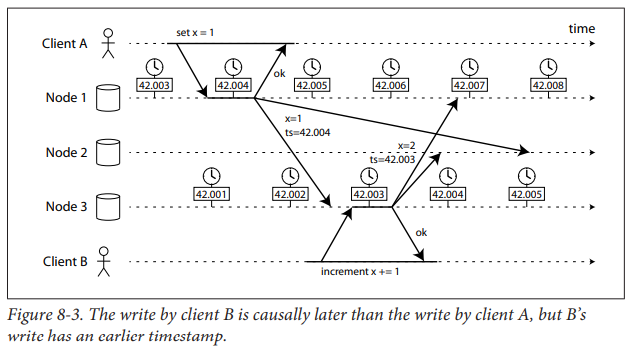 time
Client A
set x = 1
ok
42.003 42.004 42.005 42.006 42.007 42.008
Node 1
x=1
ts=42.004
x=2
ts=42.003
Node 2
42.001 42.002 42.003 42.004 42.005
Node 3
ok
Client B
increment x += 1
Figure 8-3. The write by client B is causally later than the write by client A, but B’s
write has an earlier timestamp.